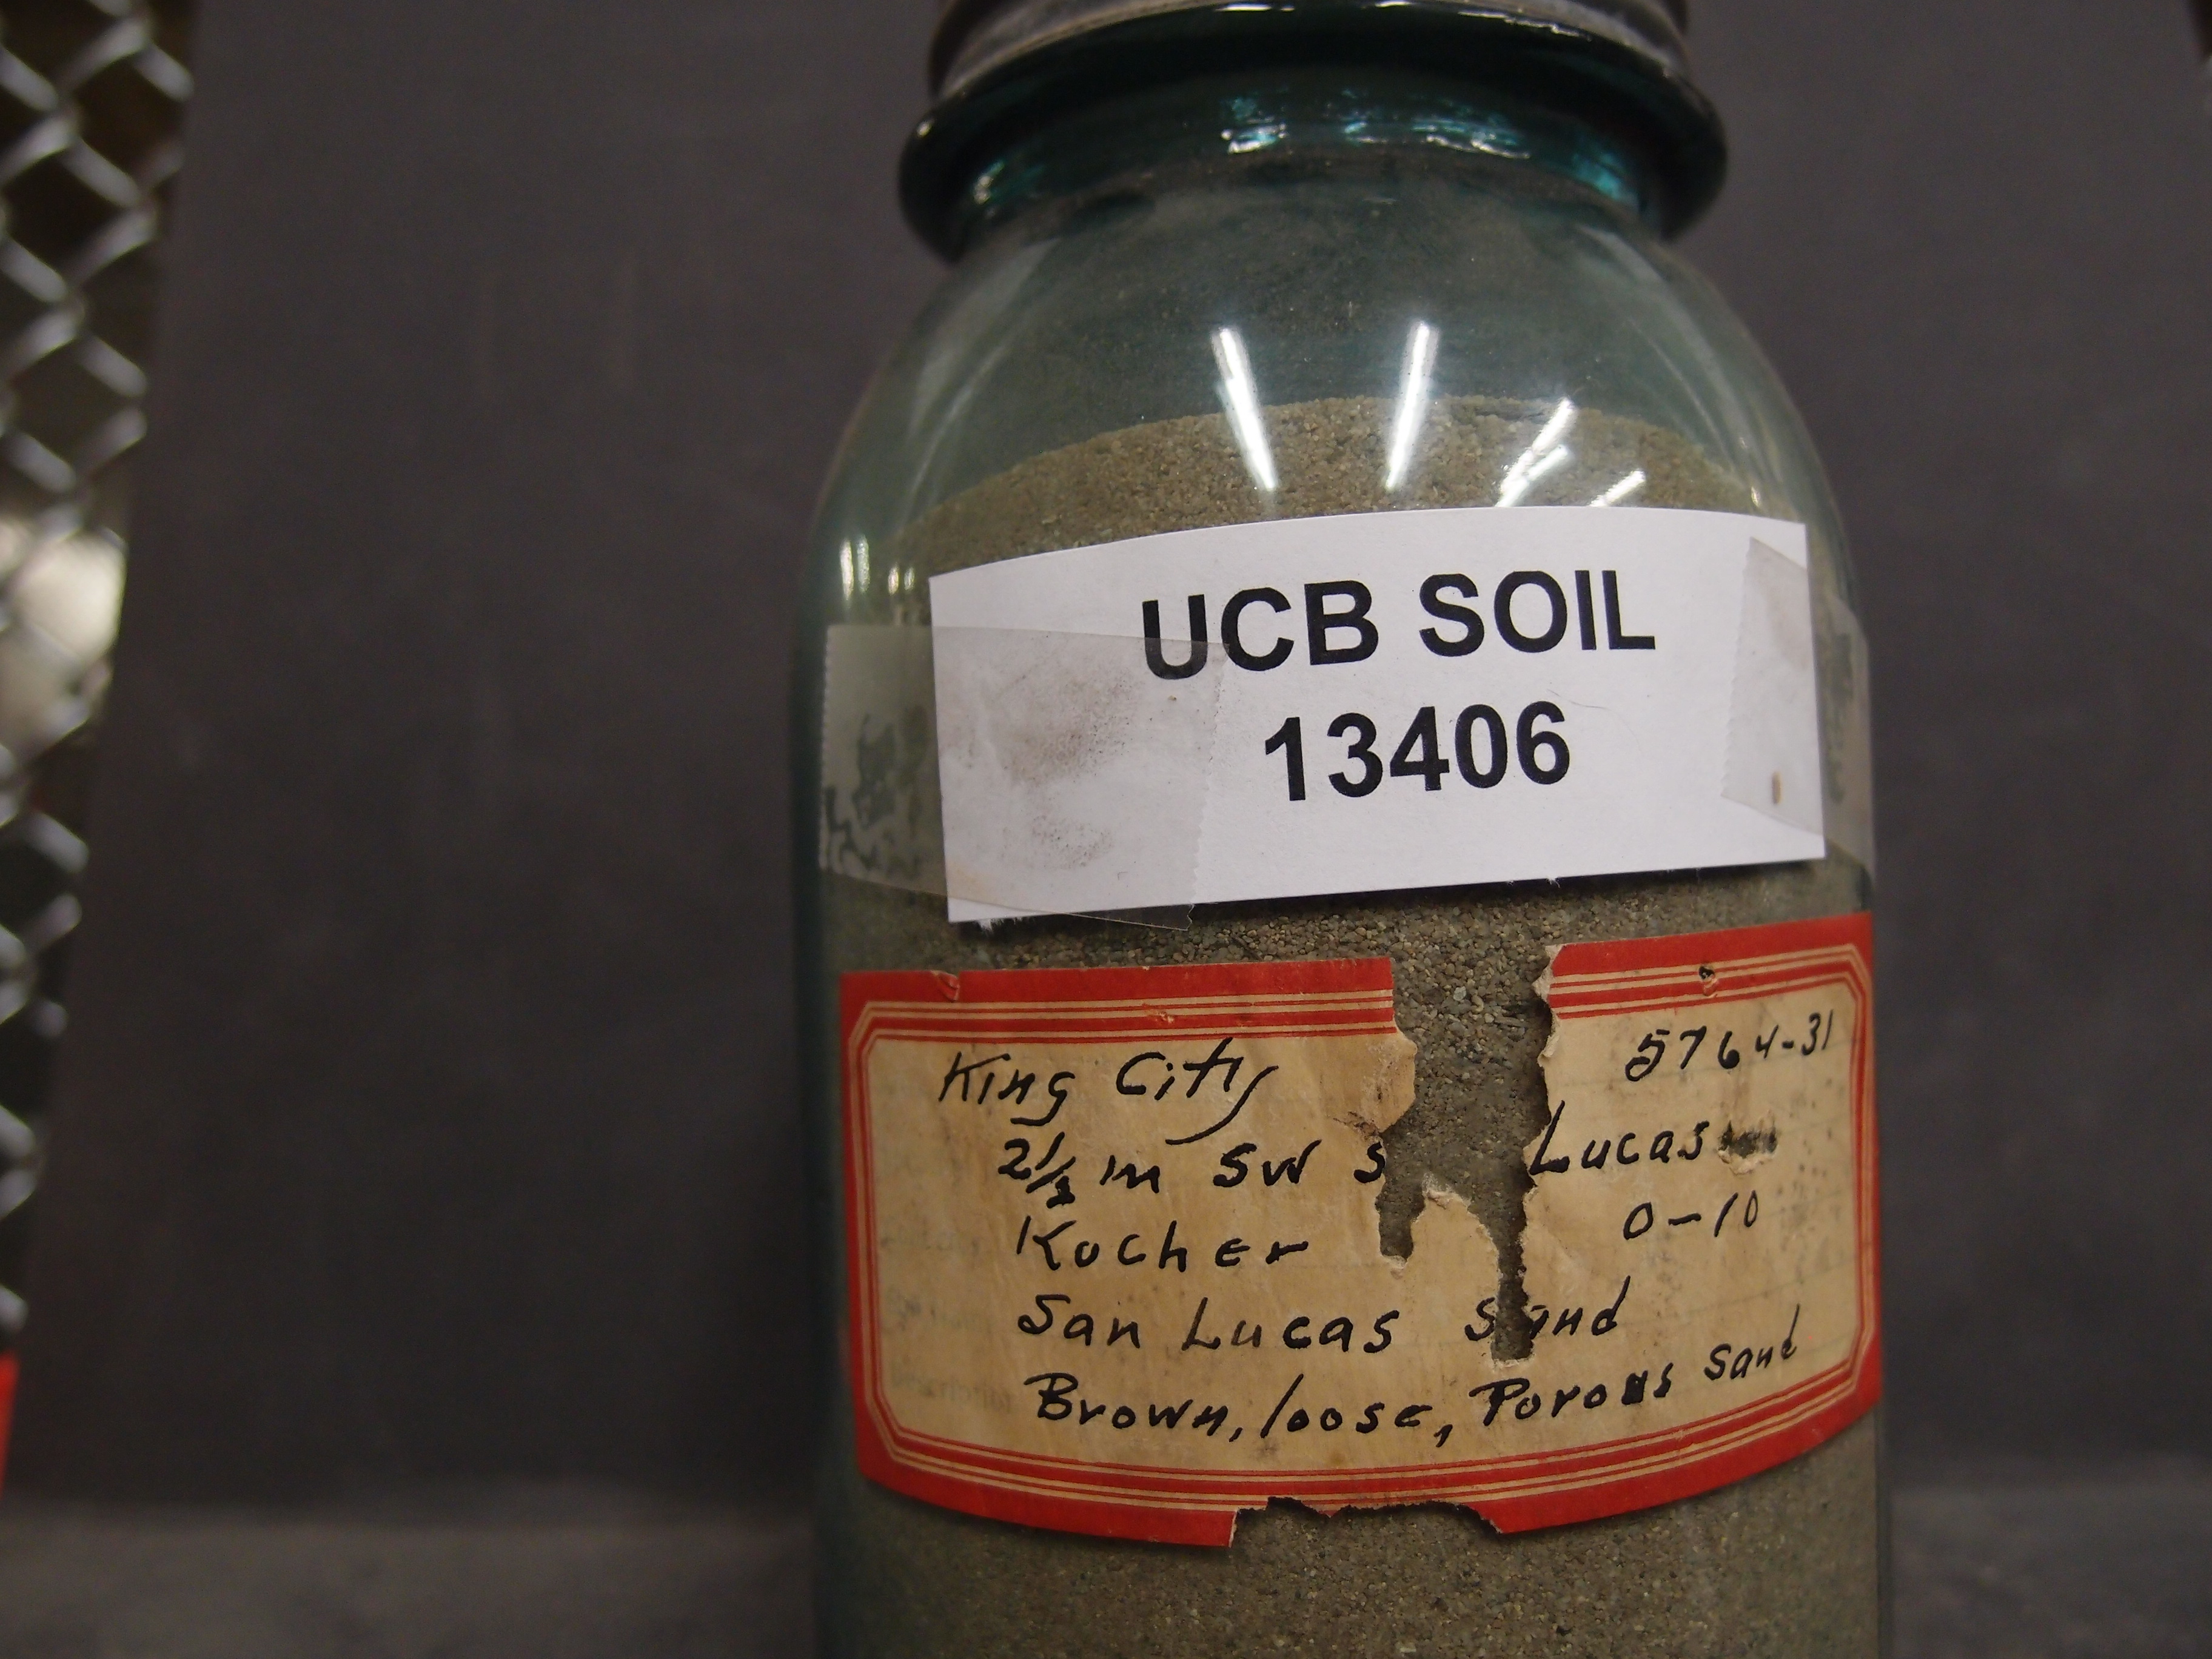 UCB SOIL
13406
King City 5764-31
2½ m SW S Lucas
Kocher 0-10
San Lucas Sand
Brown, loose, Porous sand